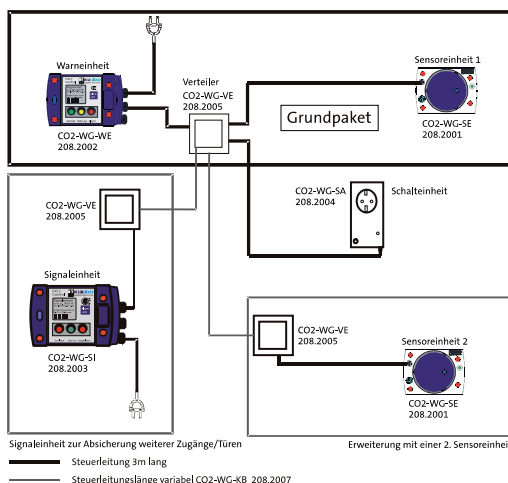 Warneinheit
CO2-WG-WE
208.2002
Verteiler
CO2-WG-VE
208.2005
Grundpaket
Sensoreinheit 1
CO2-WG-SE
208.2001
CO2-WG-VE
208.2005
CO2-WG-SA
208.2004
Schalteinheit
Signaleinheit
CO2-WG-SI
208.2003
CO2-WG-VE
208.2005
Sensoreinheit 2
CO2-WG-SE
208.2001
Signaleinheit zur Absicherung weiterer Zugänge/Türen
Erweiterung mit einer 2. Sensoreinhei
Steuerleitung 3m lang
Steuerleitungslänge variabel CO2-WG-KB 208.2007